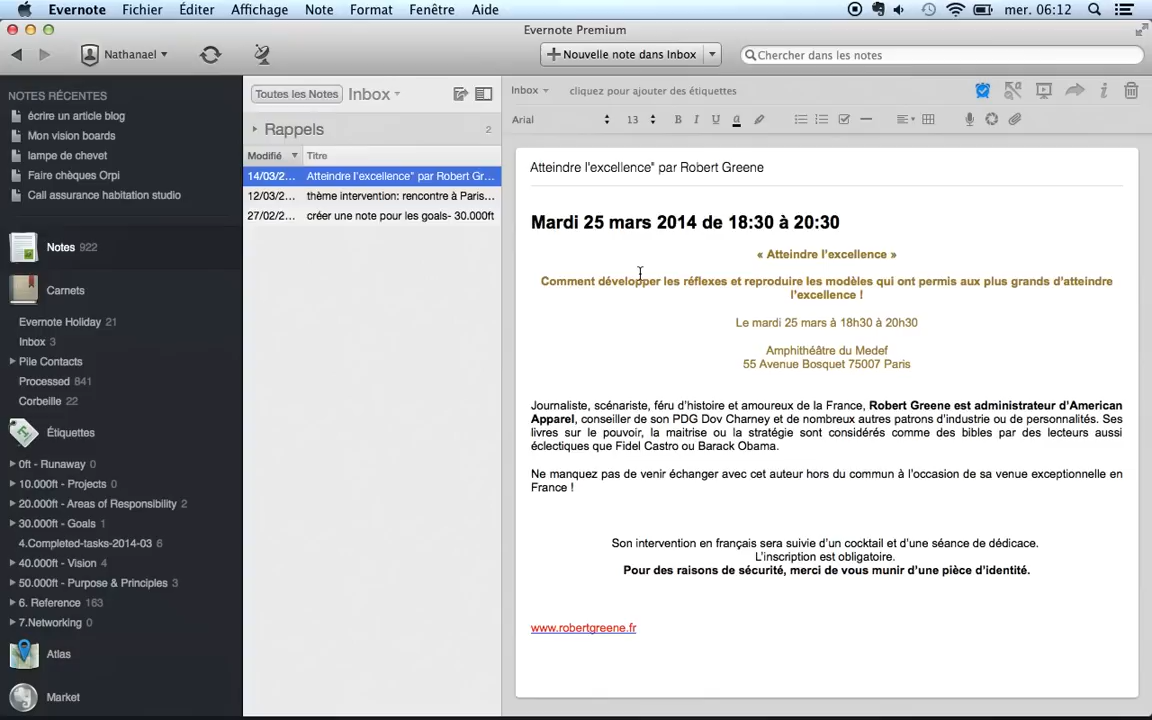 Evernote Fichier Éditer Affichage Note Format Fenêtre Aide mer. 06:12
Evernote Premium
Nathanael
Nouvelle note dans Inbox
Chercher dans les notes
NOTES RÉCENTES
écrire un article blog
Mon vision boards
lampe de chevet
Faire chèques Orpi
Call assurance habitation studio
Notes 922
Carnets
Evernote Holiday 21
Inbox 3
Pile Contacts
Processed 841
Corbeille 22
Étiquettes
0ft - Runaway 0
10.000ft - Projects 0
20.000ft - Areas of Responsibility 2
30.000ft - Goals 1
4.Completed-tasks-2014-03 6
40.000ft - Vision 4
50.000ft - Purpose & Principles 3
6. Reference 163
7.Networking 0
Atlas
Market
Toutes les Notes Inbox
Rappels 2
Modifié Titre
14/03/2... Atteindre l'excellence" par Robert Gr...
12/03/2... thème intervention: rencontre à Paris...
27/02/2... créer une note pour les goals- 30.000ft
Inbox cliquez pour ajouter des étiquettes
Arial 13 B I U a
Atteindre l'excellence" par Robert Greene
Mardi 25 mars 2014 de 18:30 à 20:30
« Atteindre l'excellence »
Comment développer les réflexes et reproduire les modèles qui ont permis aux plus grands d'atteindre
l'excellence !
Le mardi 25 mars à 18h30 à 20h30
Amphithéâtre du Medef
55 Avenue Bosquet 75007 Paris
Journaliste, scénariste, féru d'histoire et amoureux de la France, Robert Greene est administrateur d'American
Apparel, conseiller de son PDG Dov Charney et de nombreux autres patrons d'industrie ou de personnalités. Ses
livres sur le pouvoir, la maitrise ou la stratégie sont considérés comme des bibles par des lecteurs aussi
éclectiques que Fidel Castro ou Barack Obama.
Ne manquez pas de venir échanger avec cet auteur hors du commun à l'occasion de sa venue exceptionnelle en
France !
Son intervention en français sera suivie d'un cocktail et d'une séance de dédicace.
L'inscription est obligatoire.
Pour des raisons de sécurité, merci de vous munir d'une pièce d'identité.
www.robertgreene.fr